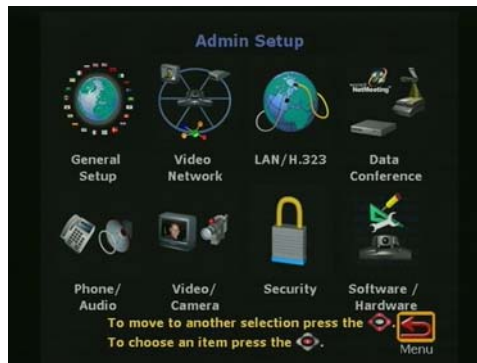 Admin Setup
NetMeeting
General
Setup
Video
Network
LAN/H.323
Data
Conference
Phone/
Audio
Video/
Camera
Security
Software /
Hardware
To move to another selection press the
To choose an item press the
Menu